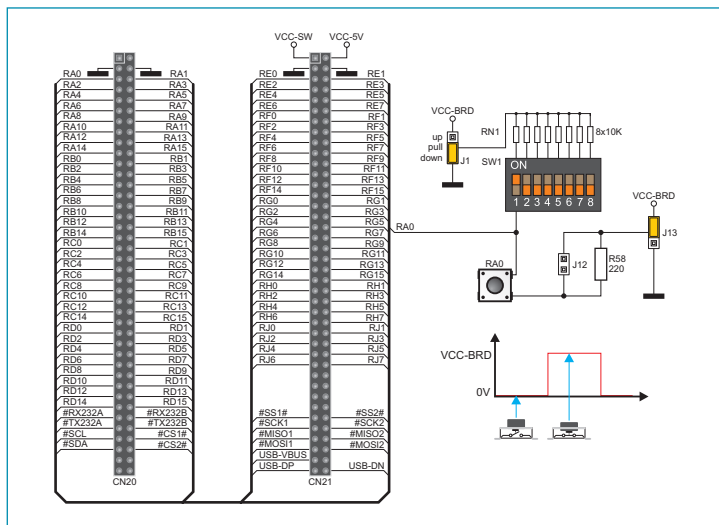 VCC-SW VCC-5V
RA0 RA1
RA2 RA3
RA4 RA5
RA6 RA7
RA8 RA9
RA10 RA11
RA12 RA13
RA14 RA15
RB0 RB1
RB2 RB3
RB4 RB5
RB6 RB7
RB8 RB9
RB10 RB11
RB12 RB13
RB14 RB15
RC0 RC1
RC2 RC3
RC4 RC5
RC6 RC7
RC8 RC9
RC10 RC11
RC12 RC13
RC14 RC15
RD0 RD1
RD2 RD3
RD4 RD5
RD6 RD7
RD8 RD9
RD10 RD11
RD12 RD13
RD14 RD15
#RX232A #RX232B
#TX232A #TX232B
#SCL #CS1#
#SDA #CS2#
CN20
RE0 RE1
RE2 RE3
RE4 RE5
RE6 RE7
RF0 RF1
RF2 RF3
RF4 RF5
RF6 RF7
RF8 RF9
RF10 RF11
RF12 RF13
RF14 RF15
RG0 RG1
RG2 RG3
RG4 RG5
RG6 RG7
RG8 RG9
RG10 RG11
RG12 RG13
RG14 RG15
RH0 RH1
RH2 RH3
RH4 RH5
RH6 RH7
RJ0 RJ1
RJ2 RJ3
RJ4 RJ5
RJ6 RJ7
#SS1# #SS2#
#SCK1 #SCK2
#MISO1 #MISO2
#MOSI1 #MOSI2
USB-VBUS
USB-DP USB-DN
CN21
RA0
VCC-BRD
up
pull
down
J1
RN1
8x10K
SW1
ON
1 2 3 4 5 6 7 8
VCC-BRD
J13
RA0
J12
R58
220
VCC-BRD
0V